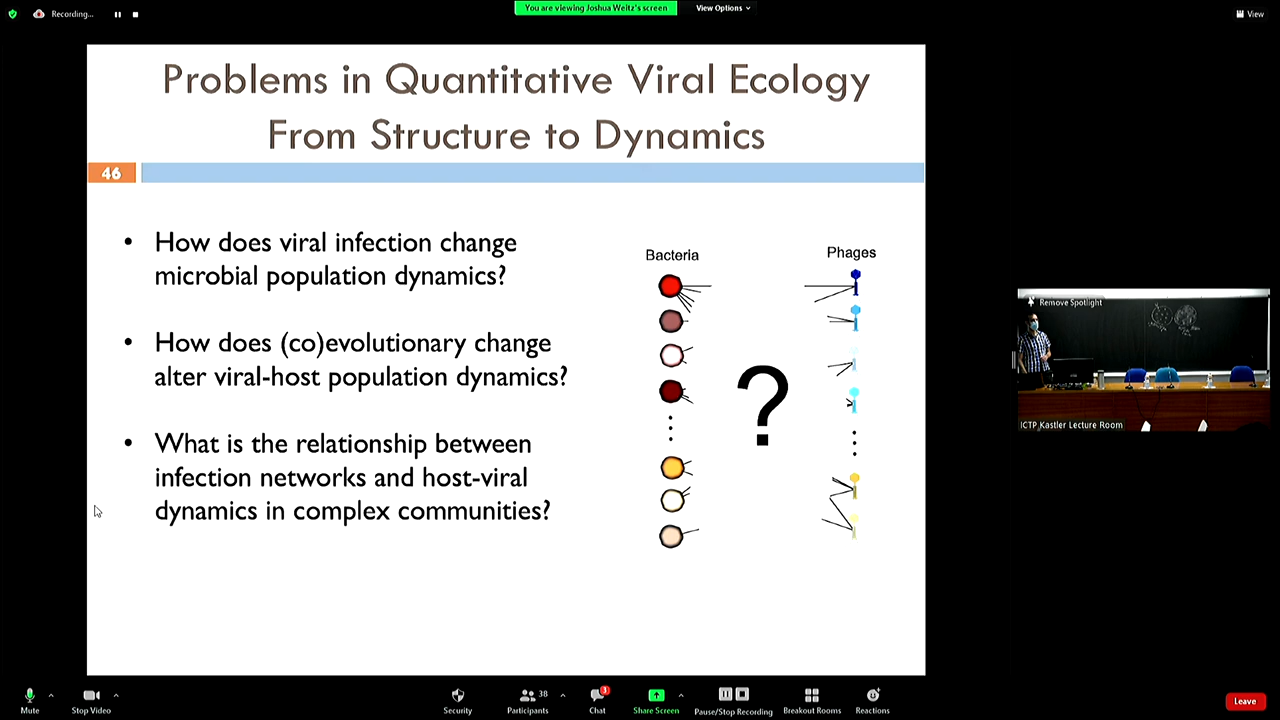 Recording...
You are viewing Joshua Weitz's screen
View Options
View
Problems in Quantitative Viral Ecology
From Structure to Dynamics
46
• How does viral infection change
microbial population dynamics?
• How does (co)evolutionary change
alter viral-host population dynamics?
• What is the relationship between
infection networks and host-viral
dynamics in complex communities?
Bacteria
Phages
?
Remove Spotlight
ICTP Kastler Lecture Room
Mute
Stop Video
Security
Participants
38
Chat
3
Share Screen
Pause/Stop Recording
Breakout Rooms
Reactions
Leave